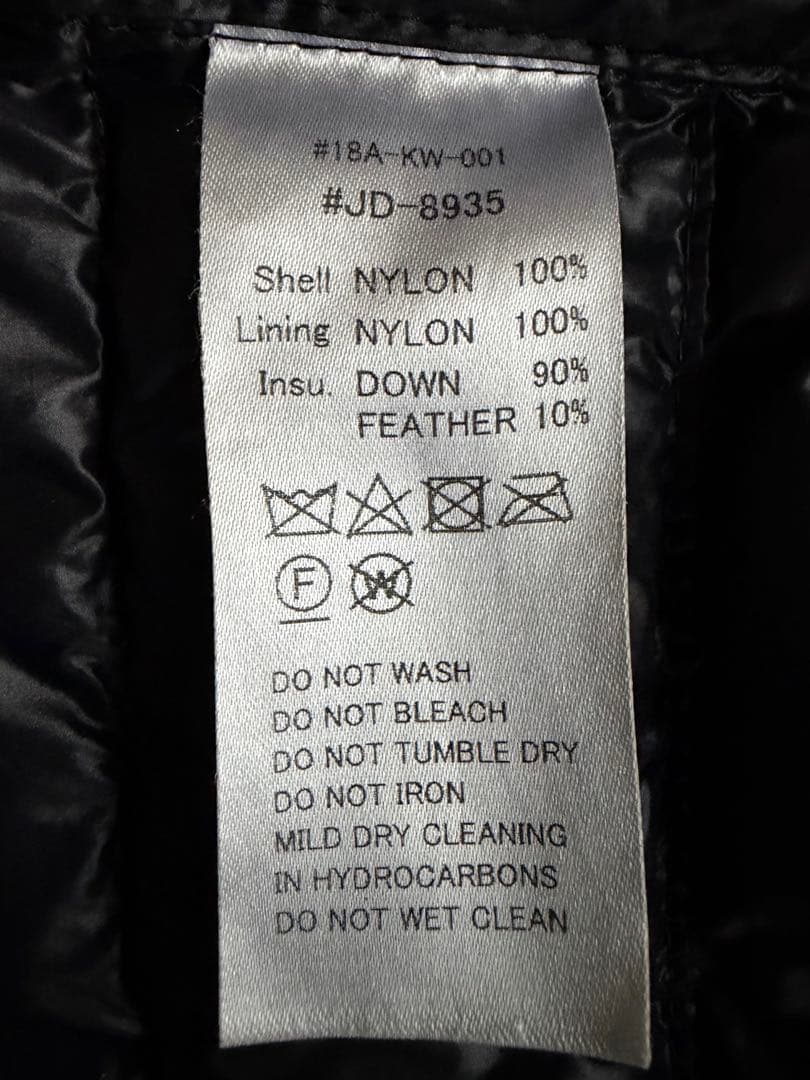 #18A-KW-001
#JD-8935
Shell NYLON 100%
Lining NYLON 100%
Insu. DOWN 90%
FEATHER 10%
F W
DO NOT WASH
DO NOT BLEACH
DO NOT TUMBLE DRY
DO NOT IRON
MILD DRY CLEANING
IN HYDROCARBONS
DO NOT WET CLEAN